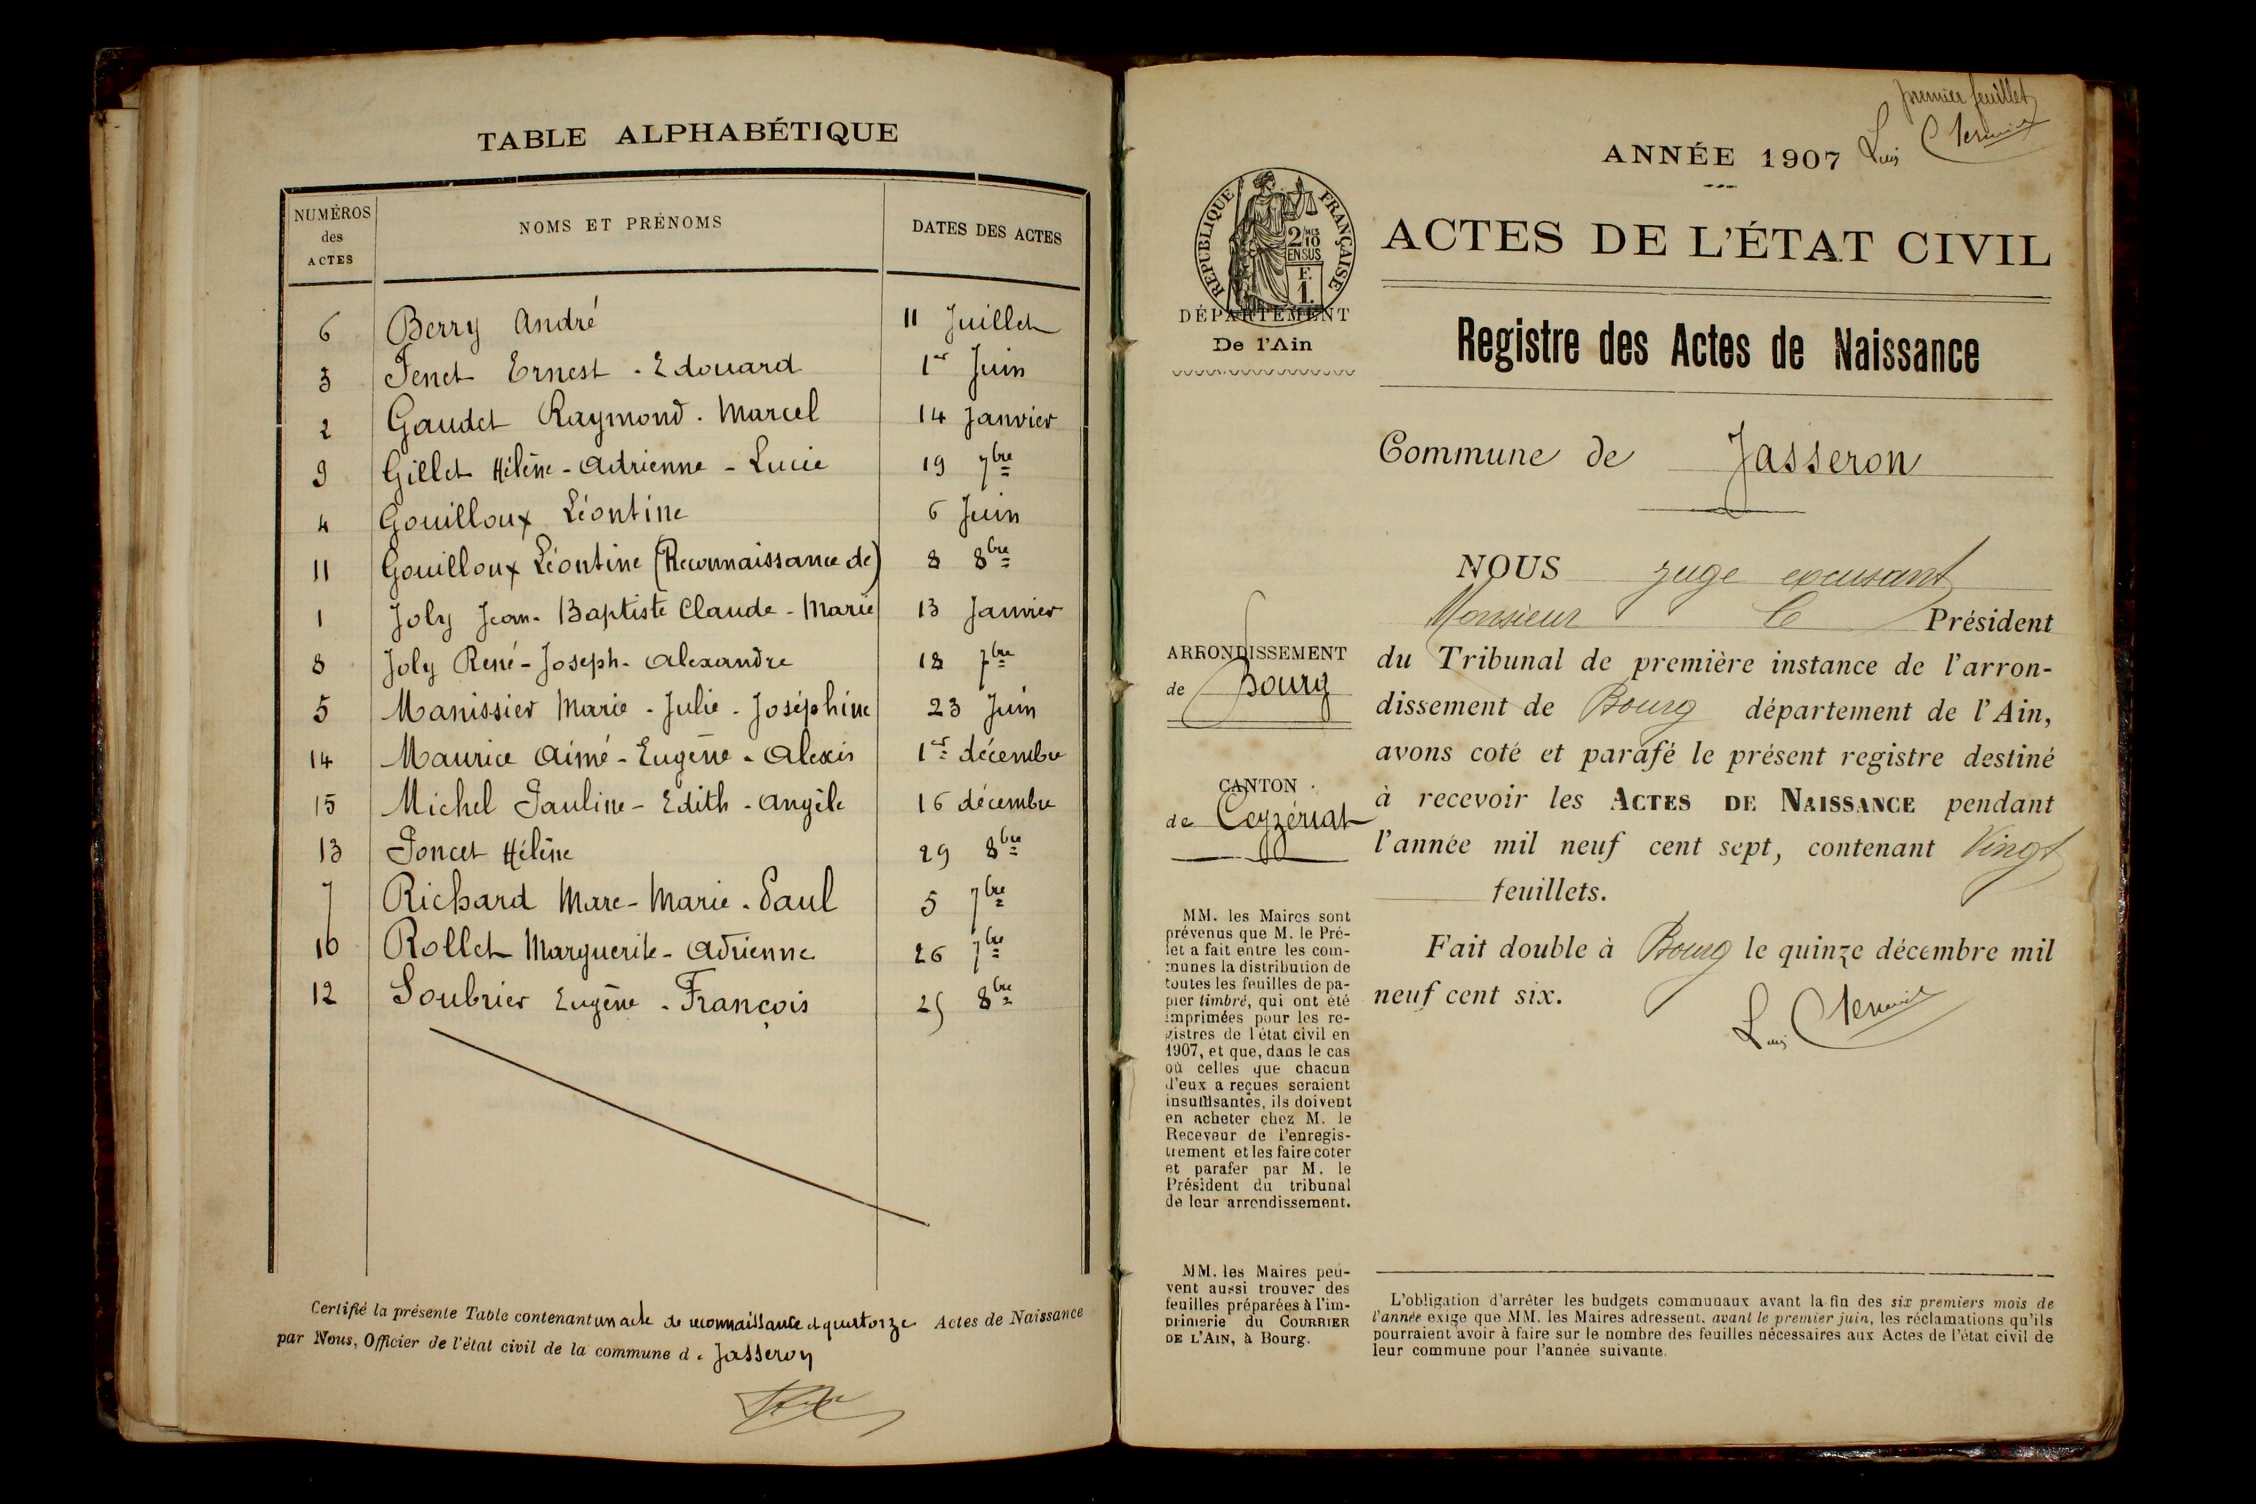 TABLE ALPHABÉTIQUE
NUMÉROS des ACTES NOMS ET PRÉNOMS DATES DES ACTES
6 Berry André 11 Juillet
3 Fenet Ernest - Edouard 1er Juin
2 Gaudet Raymond - Marcel 14 Janvier
9 Gillet Hélène - Adrienne - Lucie 19 7bre
4 Gouilloux Léontine 6 Juin
11 Gouilloux Léontine (Reconnaissance de) 8 8bre
1 Joly Jean - Baptiste Claude - Marie 13 Janvier
8 Joly René - Joseph - Alexandre 18 7bre
5 Manissier Marie - Julie - Joséphine 23 Juin
14 Maurice Aimé - Eugène - Alexis 1er décembre
15 Michel Pauline - Edith - Angèle 16 décembre
13 Poncet Hélène 29 8bre
7 Richard Marc - Marie - Paul 5 7bre
10 Rollet Marguerite - Adrienne 26 7bre
12 Soubrier Eugène - François 25 8bre
Certifié la présente Table contenant un acte de reconnaissance et quatorze Actes de Naissance
par Nous, Officier de l'état civil de la commune de Jasseron
premier feuillet
ANNÉE 1907
RÉPUBLIQUE FRANÇAISE
2/10 MES
EN SUS
F.
1.
ACTES DE L'ÉTAT CIVIL
DÉPARTEMENT
De l'Ain
Registre des Actes de Naissance
Commune de Jasseron
ARRONDISSEMENT
de Bourg
CANTON
de Ceyzériat
MM. les Maires sont
prévenus que M. le Pré-
fet a fait entre les com-
munes la distribution de
toutes les feuilles de pa-
pier timbré, qui ont été
imprimées pour les re-
gistres de l'état civil en
1907, et que, dans le cas
où celles que chacun
d'eux a reçues seraient
insuffisantes, ils doivent
en acheter chez M. le
Receveur de l'enregis-
trement et les faire coter
et parafer par M. le
Président du tribunal
de leur arrondissement.
MM. les Maires peu-
vent aussi trouver des
feuilles préparées à l'im-
primerie du COURRIER
DE L'AIN, à Bourg.
NOUS juge excusant
Monsieur le Président
du Tribunal de première instance de l'arron-
dissement de Bourg département de l'Ain,
avons coté et parafé le présent registre destiné
à recevoir les ACTES DE NAISSANCE pendant
l'année mil neuf cent sept, contenant Vingt
feuillets.
Fait double à Bourg le quinze décembre mil
neuf cent six.
L'obligation d'arrêter les budgets communaux avant la fin des six premiers mois de
l'année exige que MM. les Maires adressent, avant le premier juin, les réclamations qu'ils
pourraient avoir à faire sur le nombre des feuilles nécessaires aux Actes de l'état civil de
leur commune pour l'année suivante.